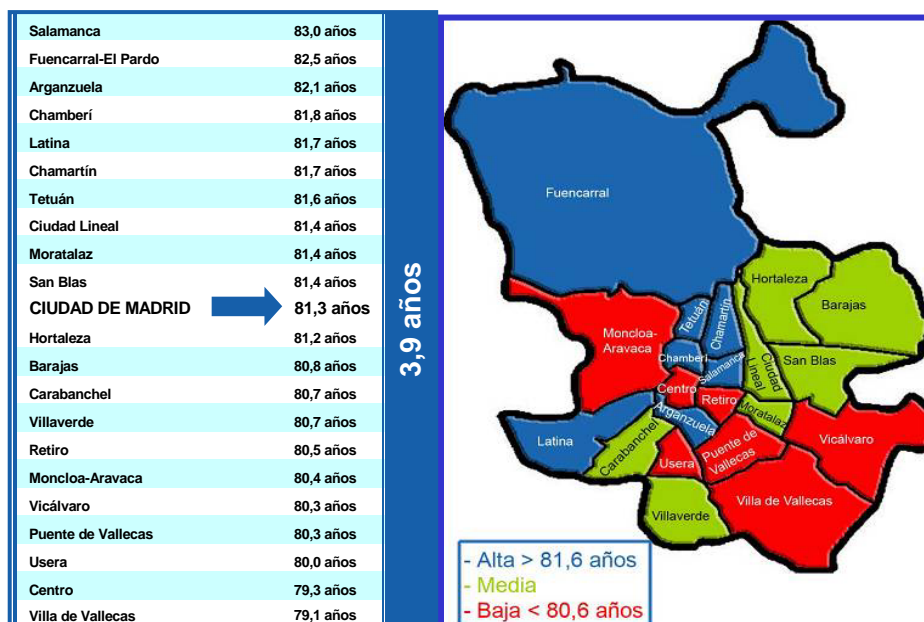 Salamanca 83,0 años
Fuencarral-El Pardo 82,5 años
Arganzuela 82,1 años
Chamberí 81,8 años
Latina 81,7 años
Chamartín 81,7 años
Tetuán 81,6 años
Ciudad Lineal 81,4 años
Moratalaz 81,4 años
San Blas 81,4 años
CIUDAD DE MADRID 81,3 años
Hortaleza 81,2 años
Barajas 80,8 años
Carabanchel 80,7 años
Villaverde 80,7 años
Retiro 80,5 años
Moncloa-Aravaca 80,4 años
Vicálvaro 80,3 años
Puente de Vallecas 80,3 años
Usera 80,0 años
Centro 79,3 años
Villa de Vallecas 79,1 años
3,9 años
Fuencarral
Hortaleza
Barajas
Tetuán
Chamartín
Moncloa-
Aravaca
Chamberí
Salamanca
Ciudad
Lineal
San Blas
Centro
Retiro
Arganzuela
Moratalaz
Latina
Carabanchel
Usera
Puente de
Vallecas
Vicálvaro
Villa de Vallecas
Villaverde
- Alta > 81,6 años
- Media
- Baja < 80,6 años